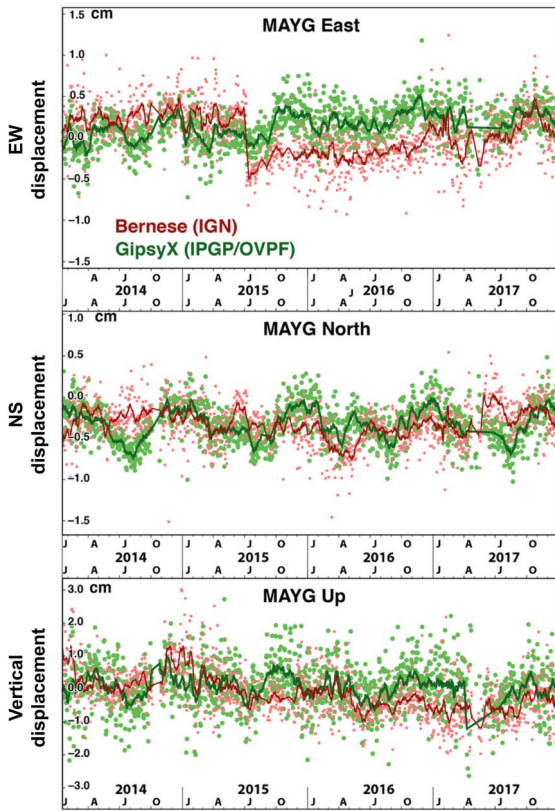 1.5 cm
MAYG East
1.0
0.5
EW
displacement
0.0
−0.5
−1.0
−1.5
Bernese (IGN)
GipsyX (IPGP/OVPF)
A O A O A O A O
2014 2015 2016 2017
J J J J J J J J
1.0 cm
MAYG North
0.5
NS
displacement
0.0
−0.5
−1.0
−1.5
J J J J J J J J
A O A O A O A O
2014 2015 2016 2017
J J J J J J J J
A O A O A O A O
3.0 cm
MAYG Up
2.0
1.0
Vertical
displacement
0.0
−1.0
−2.0
−3.0
2014 2015 2016 2017
J A J O J A J O J A J O J A J O